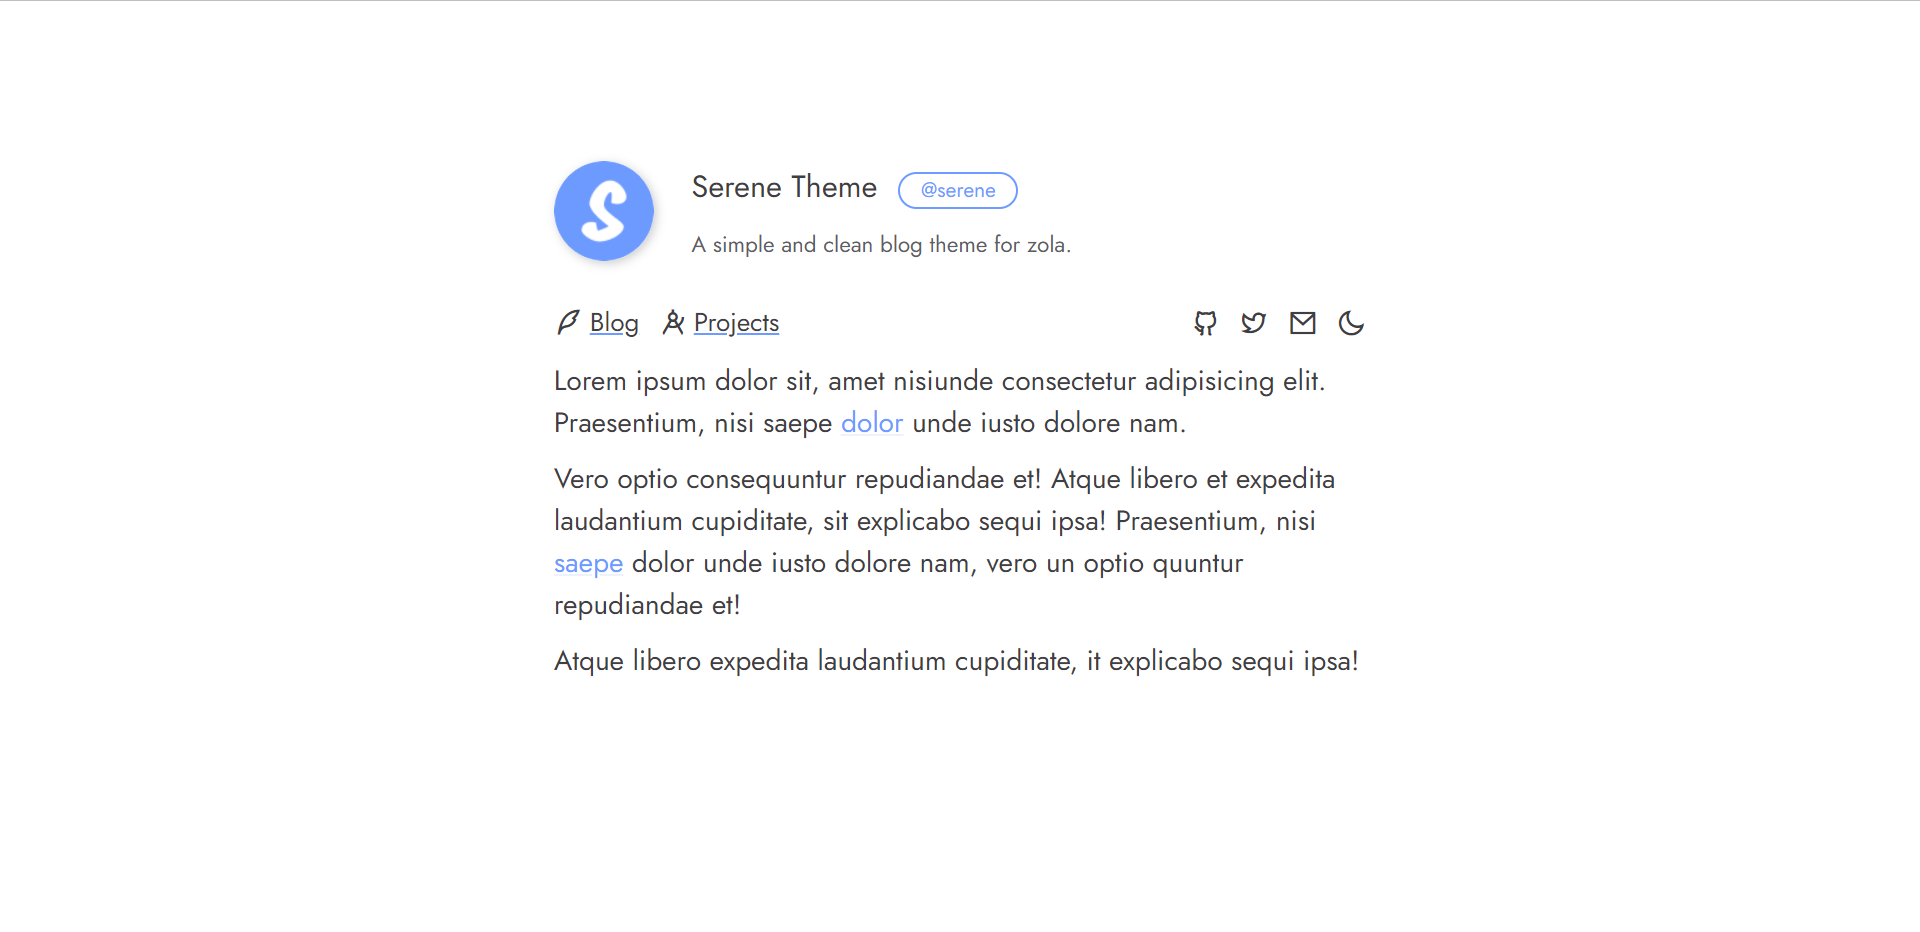 S
Serene Theme @serene
A simple and clean blog theme for zola.
Blog Projects
Lorem ipsum dolor sit, amet nisiunde consectetur adipisicing elit.
Praesentium, nisi saepe dolor unde iusto dolore nam.
Vero optio consequuntur repudiandae et! Atque libero et expedita
laudantium cupiditate, sit explicabo sequi ipsa! Praesentium, nisi
saepe dolor unde iusto dolore nam, vero un optio quuntur
repudiandae et!
Atque libero expedita laudantium cupiditate, it explicabo sequi ipsa!